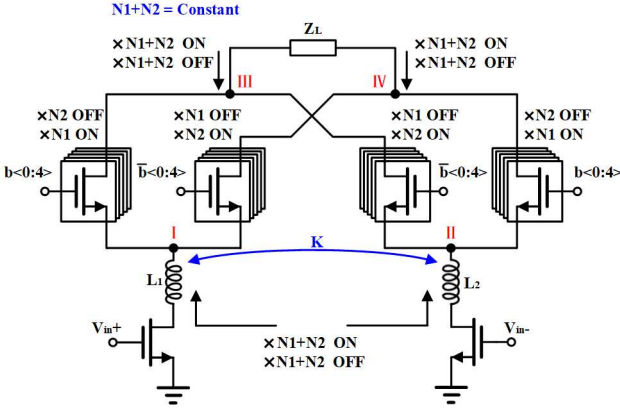 N1+N2 = Constant
ZL
×N1+N2 ON
×N1+N2 OFF
×N1+N2 ON
×N1+N2 OFF
III
IV
×N2 OFF
×N1 ON
×N1 OFF
×N2 ON
×N1 OFF
×N2 ON
×N2 OFF
×N1 ON
b<0:4>
b̅<0:4>
b̅<0:4>
b<0:4>
I
II
K
L1
L2
Vin+
Vin-
×N1+N2 ON
×N1+N2 OFF